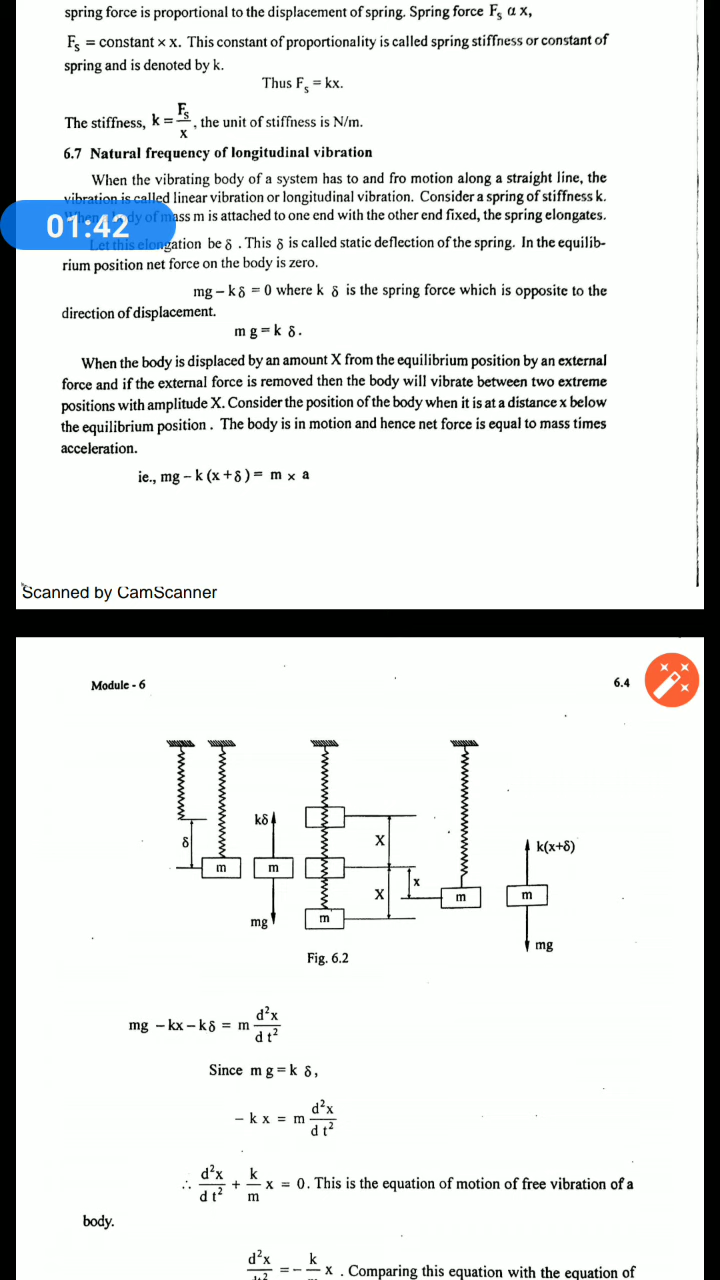 spring force is proportional to the displacement of spring. Spring force Fₛ α x,
Fₛ = constant × x. This constant of proportionality is called spring stiffness or constant of
spring and is denoted by k.
Thus Fₛ = kx.
The stiffness, k = Fₛ/x, the unit of stiffness is N/m.
6.7 Natural frequency of longitudinal vibration
When the vibrating body of a system has to and fro motion along a straight line, the
vibration is called linear vibration or longitudinal vibration. Consider a spring of stiffness k.
mass m is attached to one end with the other end fixed, the spring elongates.
01:42
Let this elongation be δ . This δ is called static deflection of the spring. In the equilib-
rium position net force on the body is zero.
mg – kδ = 0 where k δ is the spring force which is opposite to the
direction of displacement.
m g = k δ.
When the body is displaced by an amount X from the equilibrium position by an external
force and if the external force is removed then the body will vibrate between two extreme
positions with amplitude X. Consider the position of the body when it is at a distance x below
the equilibrium position . The body is in motion and hence net force is equal to mass times
acceleration.
ie., mg – k (x + δ) = m × a
Scanned by CamScanner
Module - 6 6.4
kδ
δ
X
k(x+δ)
m
m
x
X
m
m
m
mg
mg
Fig. 6.2
mg – kx – kδ = m d²x/d t²
Since m g = k δ,
– k x = m d²x/d t²
∴ d²x/d t² + k/m x = 0. This is the equation of motion of free vibration of a
body.
d²x/dt² = – k x . Comparing this equation with the equation of